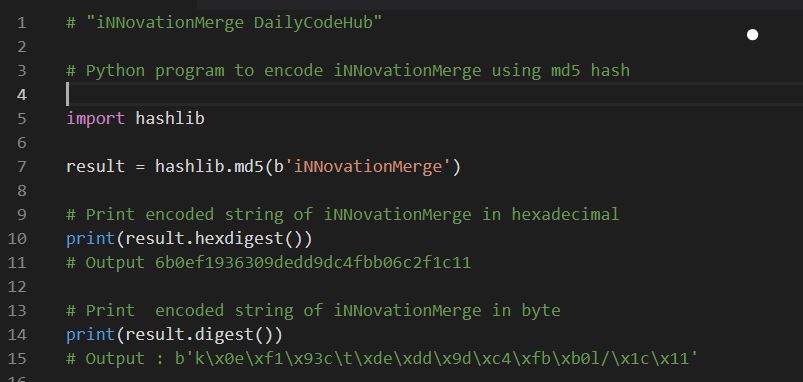 1 # "iNNovationMerge DailyCodeHub"
2
3 # Python program to encode iNNovationMerge using md5 hash
4
5 import hashlib
6
7 result = hashlib.md5(b'iNNovationMerge')
8
9 # Print encoded string of iNNovationMerge in hexadecimal
10 print(result.hexdigest())
11 # Output 6b0ef1936309dedd9dc4fbb06c2f1c11
12
13 # Print  encoded string of iNNovationMerge in byte
14 print(result.digest())
15 # Output : b'k\x0e\xf1\x93c\t\xde\xdd\x9d\xc4\xfb\xb0l/\x1c\x11'